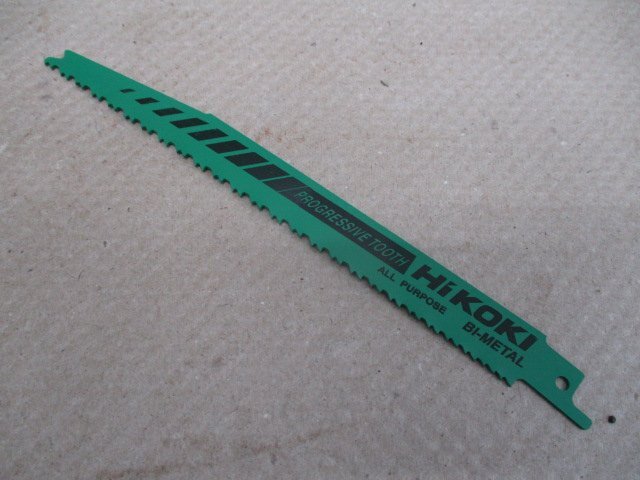 PROGRESSIVE TOOTH
HiKOKI
ALL PURPOSE BI-METAL